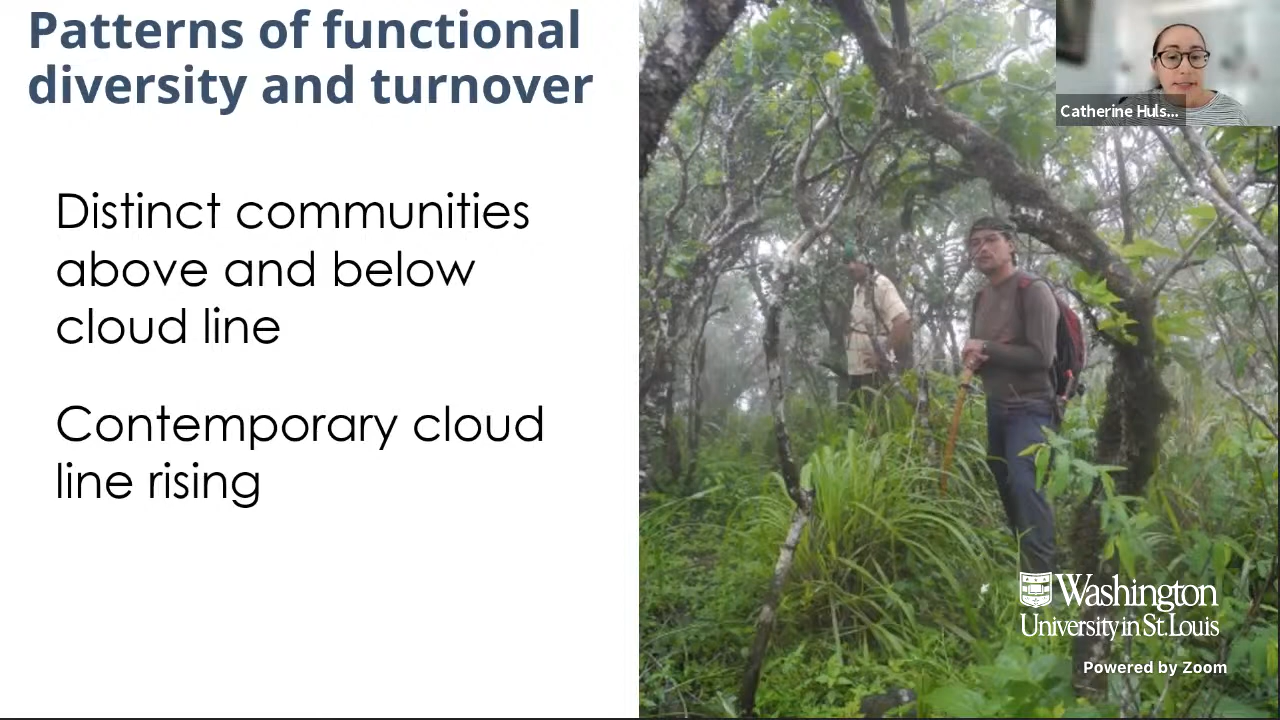 Patterns of functional
diversity and turnover
Catherine Huls...
Distinct communities
above and below
cloud line
Contemporary cloud
line rising
Washington
University in St. Louis
Powered by Zoom